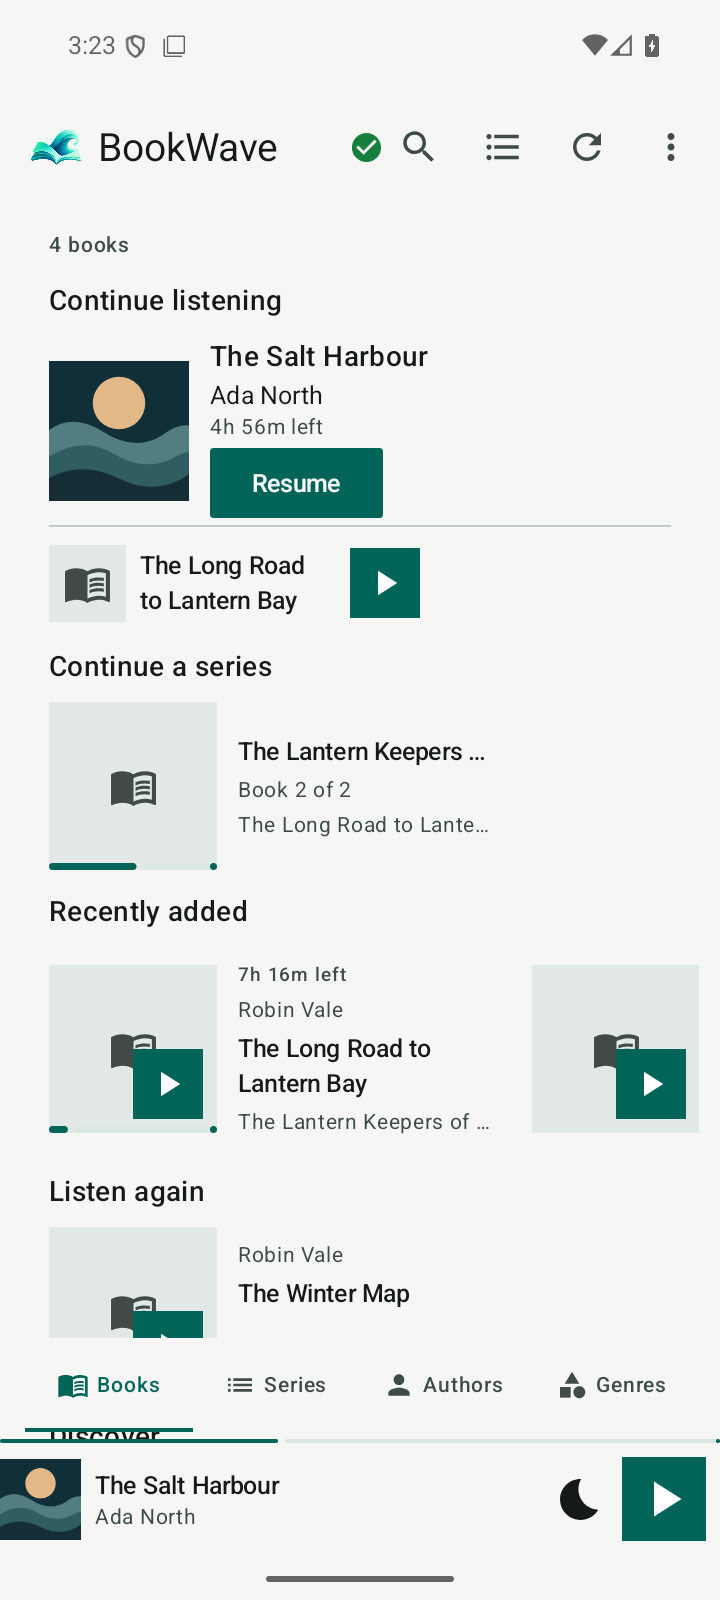 3:23
BookWave
4 books
Continue listening
The Salt Harbour
Ada North
4h 56m left
Resume
The Long Road
to Lantern Bay
Continue a series
The Lantern Keepers ...
Book 2 of 2
The Long Road to Lante...
Recently added
7h 16m left
Robin Vale
The Long Road to
Lantern Bay
The Lantern Keepers of ...
Listen again
Robin Vale
The Winter Map
Books
Series
Authors
Genres
Discover
The Salt Harbour
Ada North